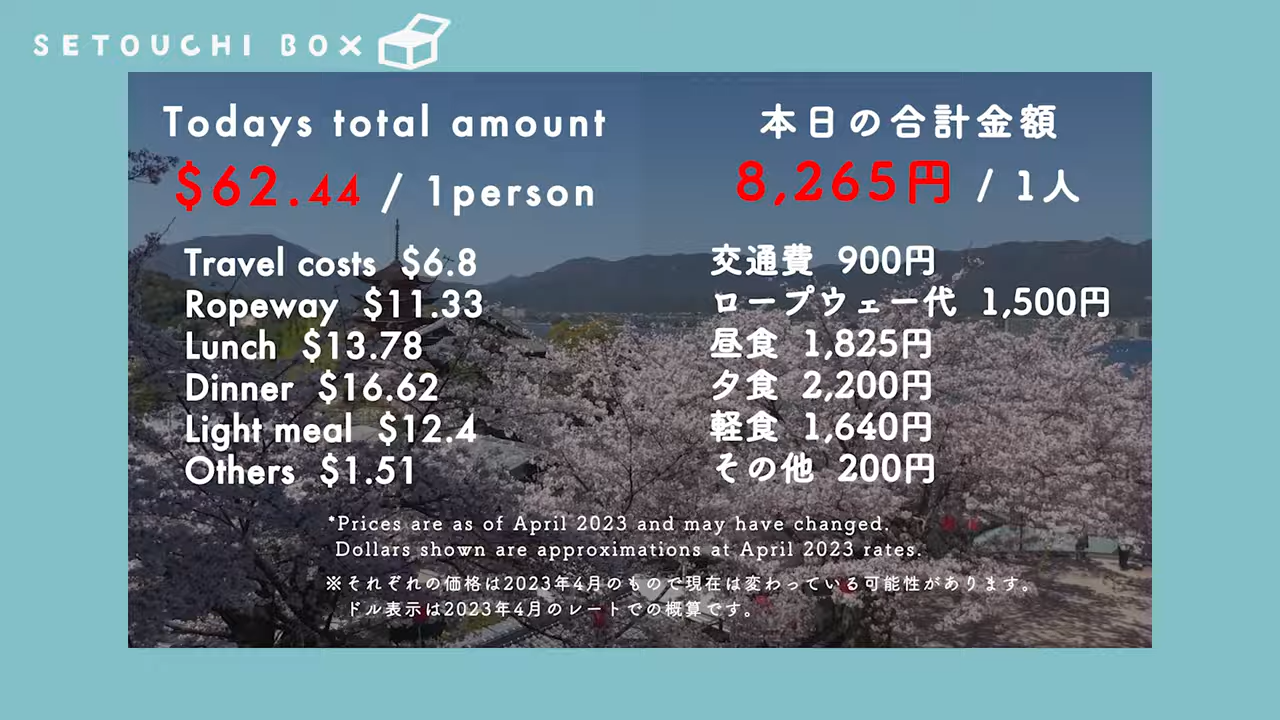 SETOUCHI BOX
Todays total amount
$62.44 / 1person
Travel costs $6.8
Ropeway $11.33
Lunch $13.78
Dinner $16.62
Light meal $12.4
Others $1.51
本日の合計金額
8,265円 / 1人
交通費 900円
ロープウェー代 1,500円
昼食 1,825円
夕食 2,200円
軽食 1,640円
その他 200円
*Prices are as of April 2023 and may have changed.
Dollars shown are approximations at April 2023 rates.
※それぞれの価格は2023年4月のもので現在は変わっている可能性があります。
ドル表示は2023年4月のレートでの概算です。